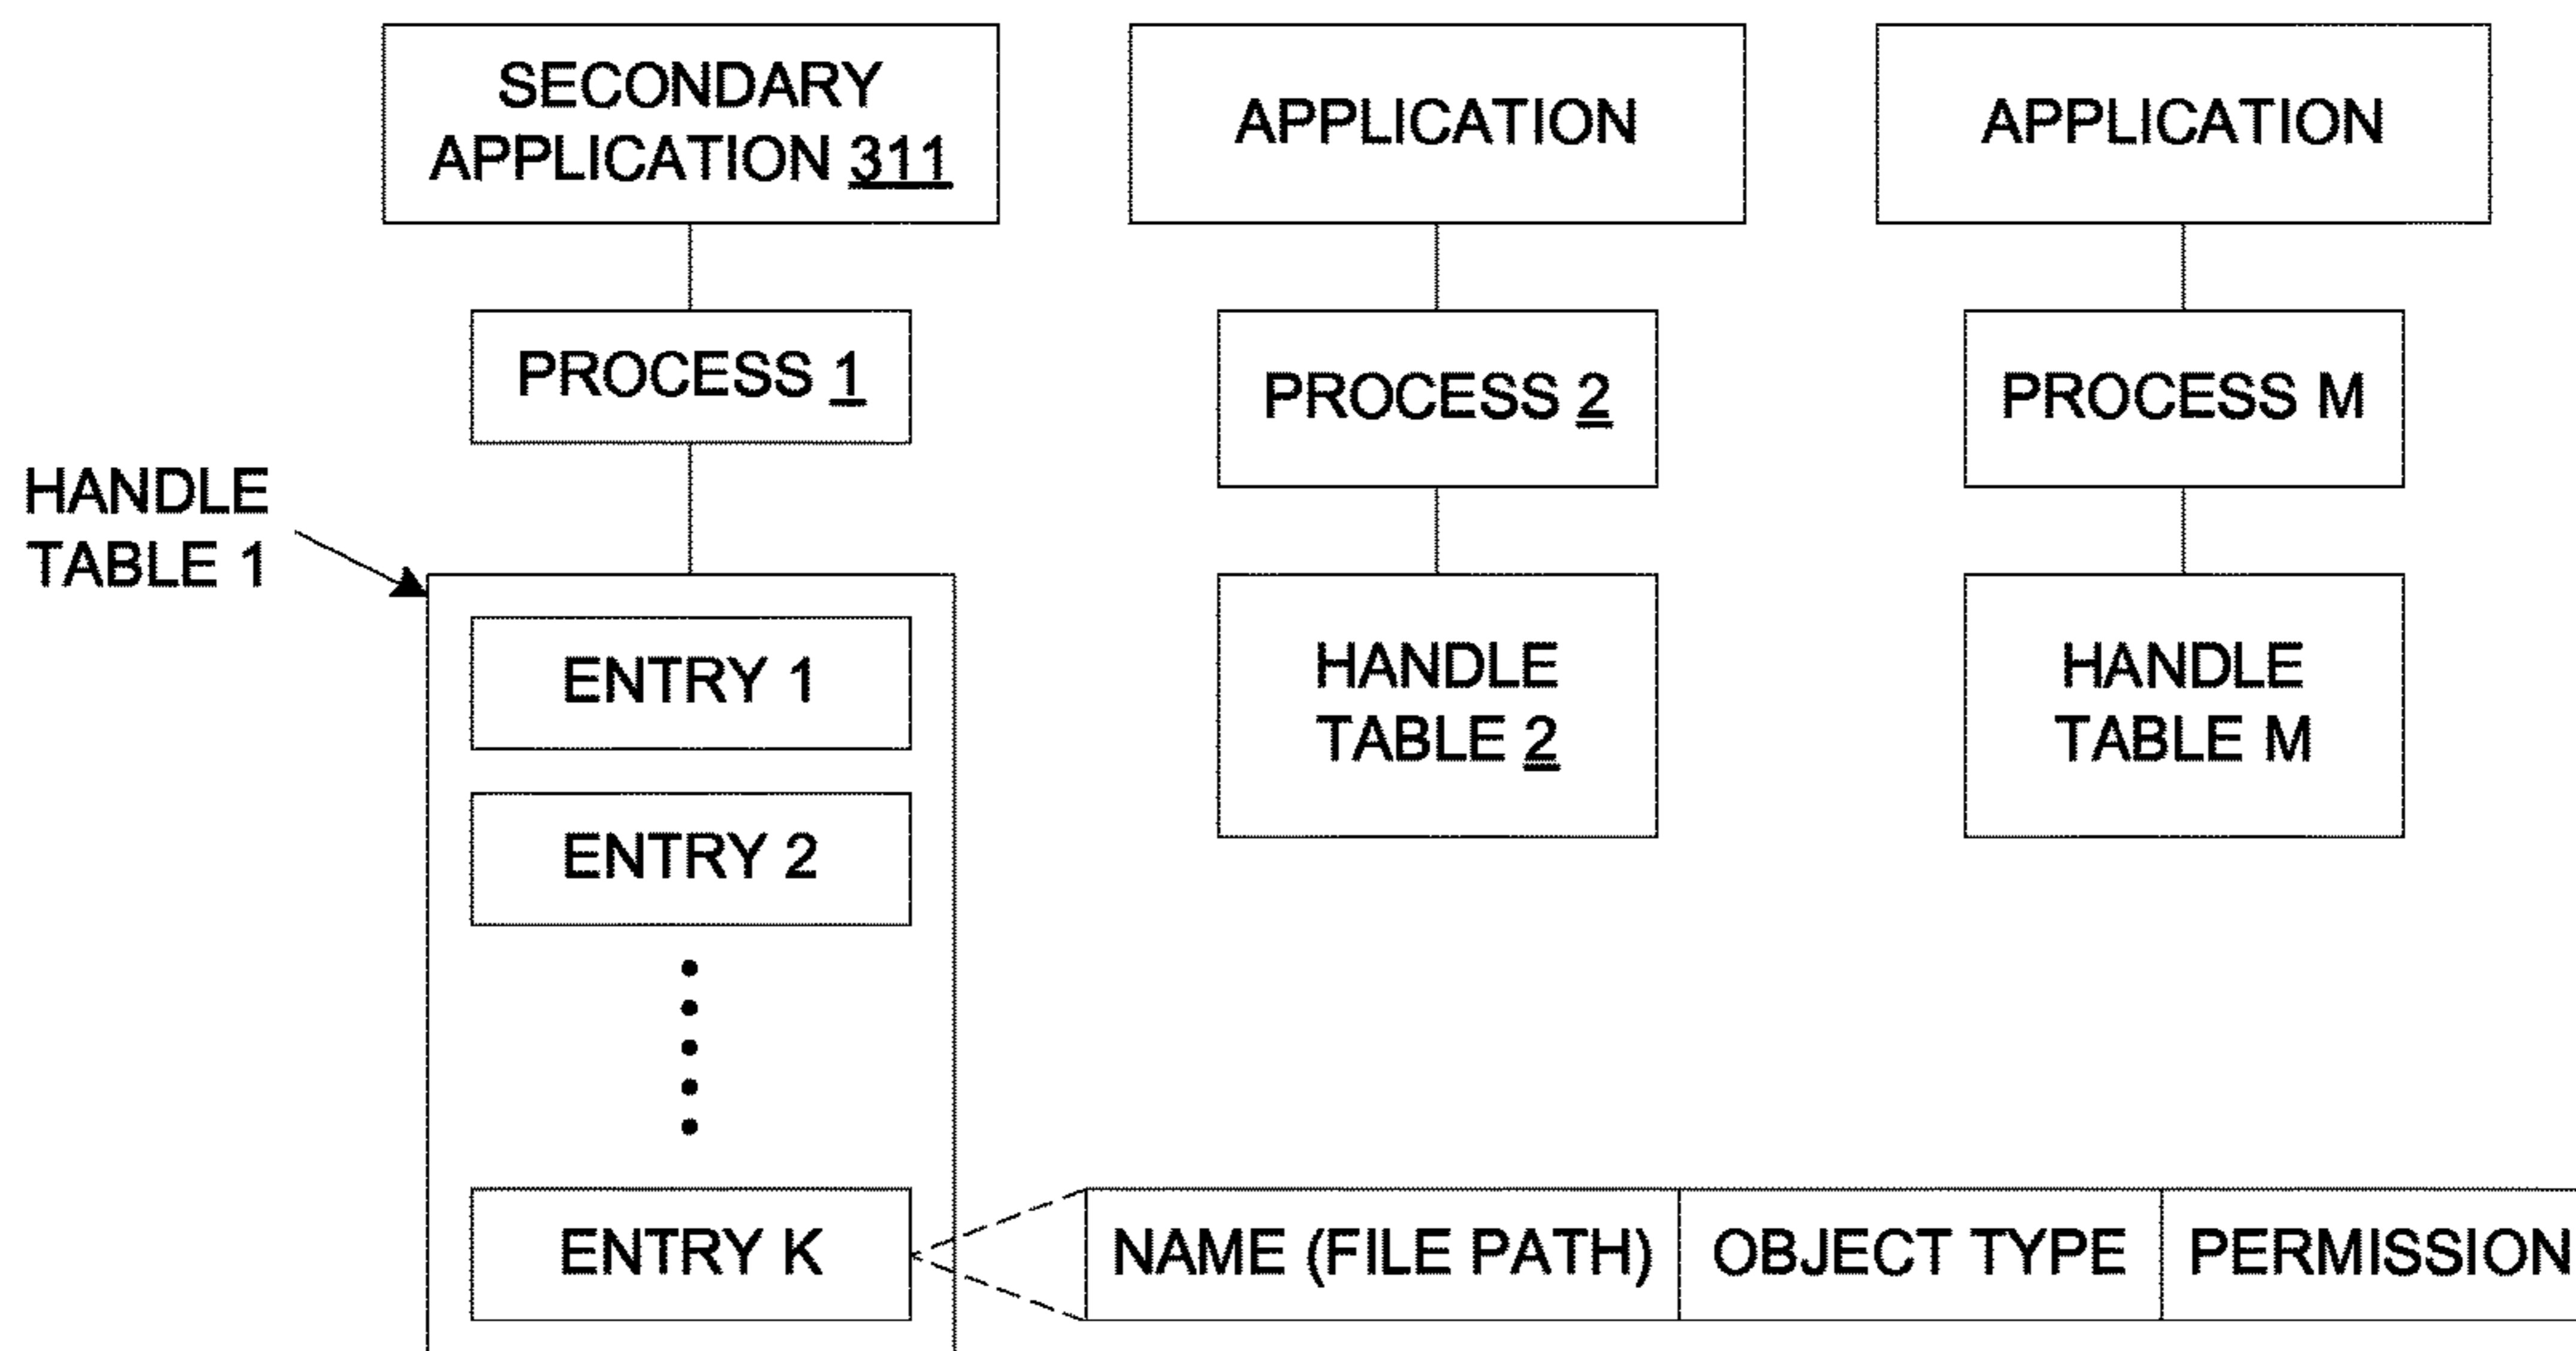 SECONDARY
APPLICATION 311
APPLICATION
APPLICATION
PROCESS 1
PROCESS 2
PROCESS M
HANDLE
TABLE 1
ENTRY 1
ENTRY 2
ENTRY K
HANDLE
TABLE 2
HANDLE
TABLE M
NAME (FILE PATH)
OBJECT TYPE
PERMISSION